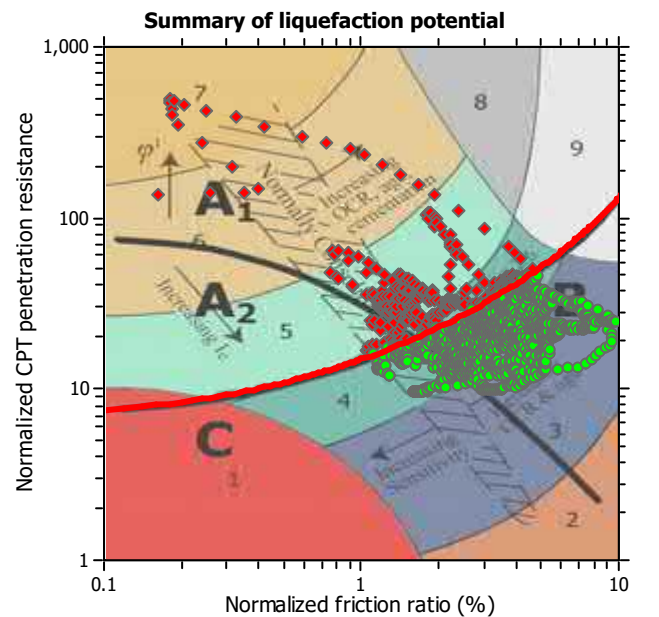 Summary of liquefaction potential
Normalized CPT penetration resistance
1,000
100
10
1
7
8
9
φ'
Increasing
OCR, age
cementation
Normally
A1
6
A2
Increasing Ic
5
B
4
C
1
Increasing
Sensitivity
3
2
0.1
1
10
Normalized friction ratio (%)